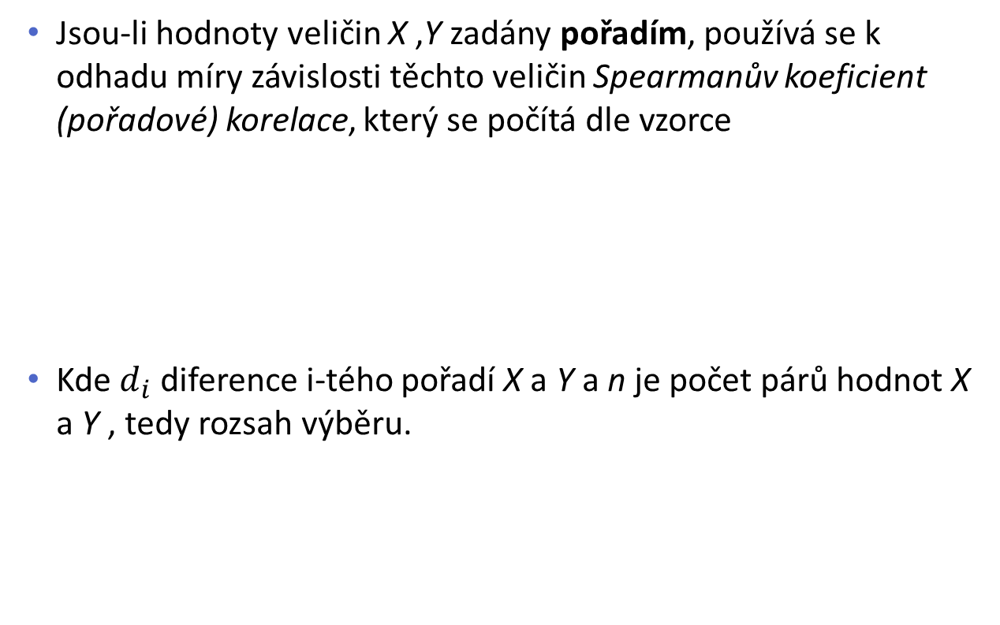 • Jsou-li hodnoty veličin X ,Y zadány pořadím, používá se k
odhadu míry závislosti těchto veličin Spearmanův koeficient
(pořadové) korelace, který se počítá dle vzorce
• Kde dᵢ diference i-tého pořadí X a Y a n je počet párů hodnot X
a Y , tedy rozsah výběru.